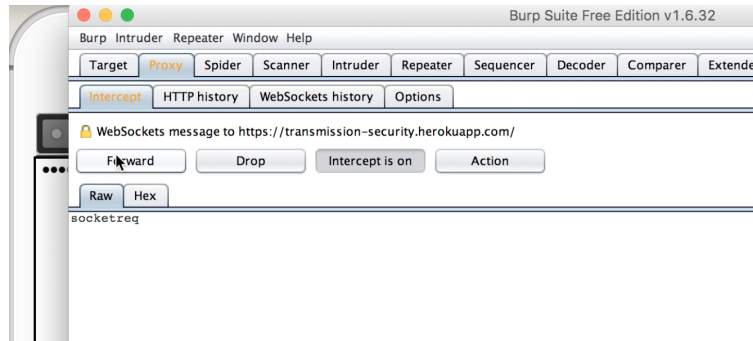 Burp Suite Free Edition v1.6.32
Burp Intruder Repeater Window Help
Target Proxy Spider Scanner Intruder Repeater Sequencer Decoder Comparer Extende
Intercept HTTP history WebSockets history Options
WebSockets message to https://transmission-security.herokuapp.com/
Forward Drop Intercept is on Action
Raw Hex
socketreq